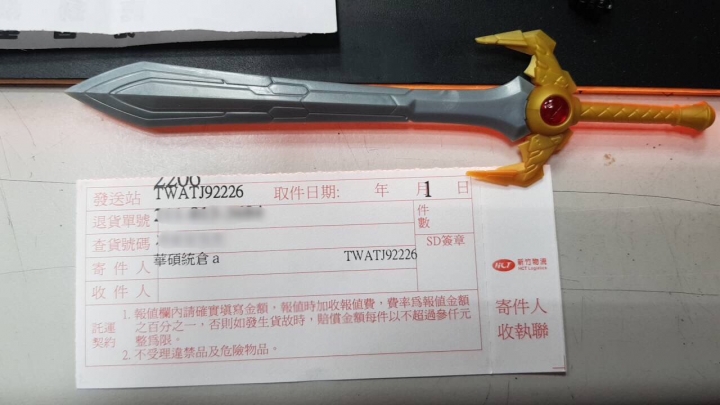 2200
發送站 TWATJ92226 取件日期: 年 月1 日
退貨單號
件數
查貨號碼
SD簽章
寄件人 華碩統倉a TWATJ92226
收件人
託運契約
1. 報值欄內請確實填寫金額。報值時加收報值費,費率為報值金額
之百分之一,否則如發生貨故時,賠償金額每件以不超過參仟元
整為限。
2. 不受理違禁品及危險物品。
HCT 新竹物流
HCT Logistics
寄件人
收執聯